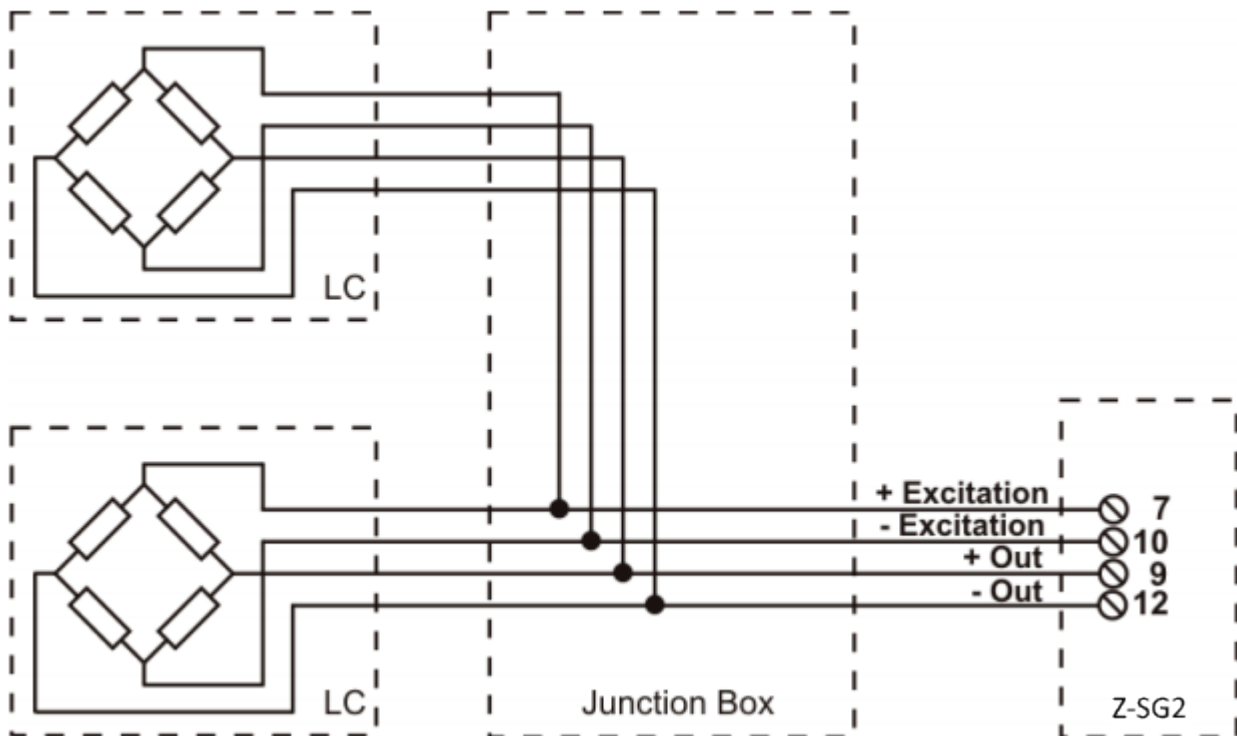 LC
+ Excitation 7
- Excitation 10
+ Out 9
- Out 12
LC
Junction Box
Z-SG2